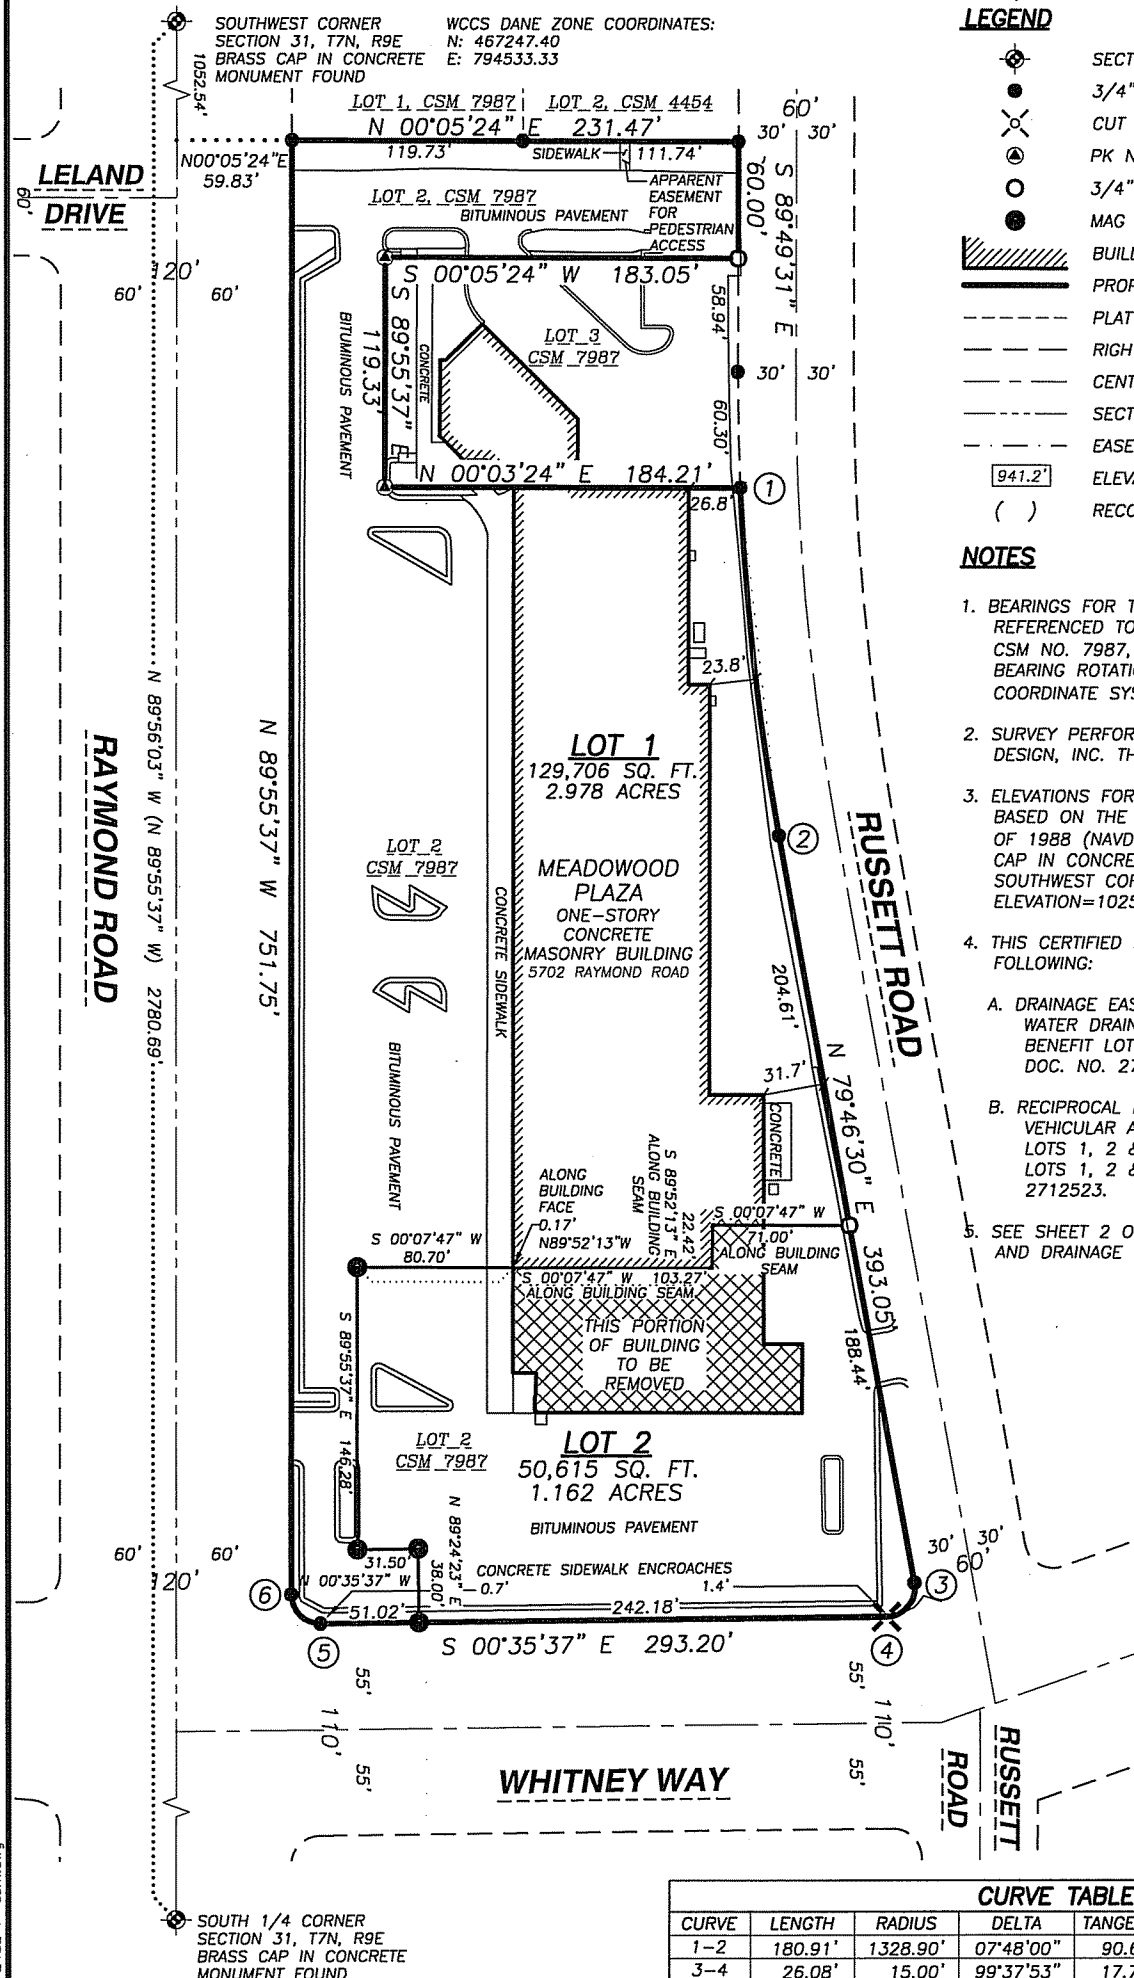 SOUTHWEST CORNER
SECTION 31, T7N, R9E
BRASS CAP IN CONCRETE
MONUMENT FOUND
WCCS DANE ZONE COORDINATES:
N: 467247.40
E: 794533.33
1052.54'
LOT 1, CSM 7987
LOT 2, CSM 4454
N 00°05'24" E 231.47'
119.73'
SIDEWALK
111.74'
60'
30' 30'
N00°05'24"E
59.83'
LELAND
DRIVE
60'
LOT 2, CSM 7987
BITUMINOUS PAVEMENT
APPARENT
EASEMENT
FOR
PEDESTRIAN
ACCESS
60.00'
S 89°49'31" E
120'
60' 60'
S 00°05'24" W 183.05'
58.94'
S 89°55'37" E
119.33'
BITUMINOUS PAVEMENT
CONCRETE
LOT 3
CSM 7987
30' 30'
60.30'
N 00°03'24" E 184.21'
1
26.8'
23.8'
LOT 1
129,706 SQ. FT.
2.978 ACRES
2
RUSSETT ROAD
N 89°56'03" W (N 89°55'37" W) 2780.69'
RAYMOND ROAD
N 89°55'37" W 751.75'
LOT 2
CSM 7987
MEADOWOOD
PLAZA
ONE-STORY
CONCRETE
MASONRY BUILDING
5702 RAYMOND ROAD
CONCRETE SIDEWALK
BITUMINOUS PAVEMENT
204.61'
N 79°46'30" E 393.05'
31.7'
CONCRETE
ALONG
BUILDING
FACE
0.17'
N89°52'13"W
S 89°52'13" E
ALONG BUILDING
SEAM
22.42'
S 00°07'47" W
71.00'
ALONG BUILDING
SEAM
S 00°07'47" W
80.70'
S 00°07'47" W 103.27'
ALONG BUILDING SEAM
THIS PORTION
OF BUILDING
TO BE
REMOVED
188.44'
S 89°55'37" E 146.28'
LOT 2
CSM 7987
LOT 2
50,615 SQ. FT.
1.162 ACRES
BITUMINOUS PAVEMENT
N 89°24'23" E
38.00'
31.50'
N 00°35'37" W
CONCRETE SIDEWALK ENCROACHES
0.7'
1.4'
60' 60'
120'
30' 30'
60'
3
6
51.02'
242.18'
S 00°35'37" E 293.20'
5
4
55'
110'
55'
55'
110'
55'
WHITNEY WAY
RUSSETT
ROAD
SOUTH 1/4 CORNER
SECTION 31, T7N, R9E
BRASS CAP IN CONCRETE
MONUMENT FOUND
LEGEND
SECT
3/4"
CUT
PK N
3/4"
MAG
BUIL
PROP
PLAT
RIGH
CENT
SECT
EASE
941.2' ELEVA
( ) RECO
NOTES
1. BEARINGS FOR T
REFERENCED TO
CSM NO. 7987,
BEARING ROTATIO
COORDINATE SYS
2. SURVEY PERFOR
DESIGN, INC. TH
3. ELEVATIONS FOR
BASED ON THE
OF 1988 (NAVD
CAP IN CONCRE
SOUTHWEST COR
ELEVATION=1025
4. THIS CERTIFIED
FOLLOWING:
A. DRAINAGE EAS
WATER DRAIN
BENEFIT LOT
DOC. NO. 27
B. RECIPROCAL
VEHICULAR A
LOTS 1, 2 &
LOTS 1, 2 &
2712523.
5. SEE SHEET 2 O
AND DRAINAGE
CURVE TABLE
CURVE LENGTH RADIUS DELTA TANGE
1-2 180.91' 1328.90' 07°48'00" 90.6
3-4 26.08' 15.00' 99°37'53" 17.7